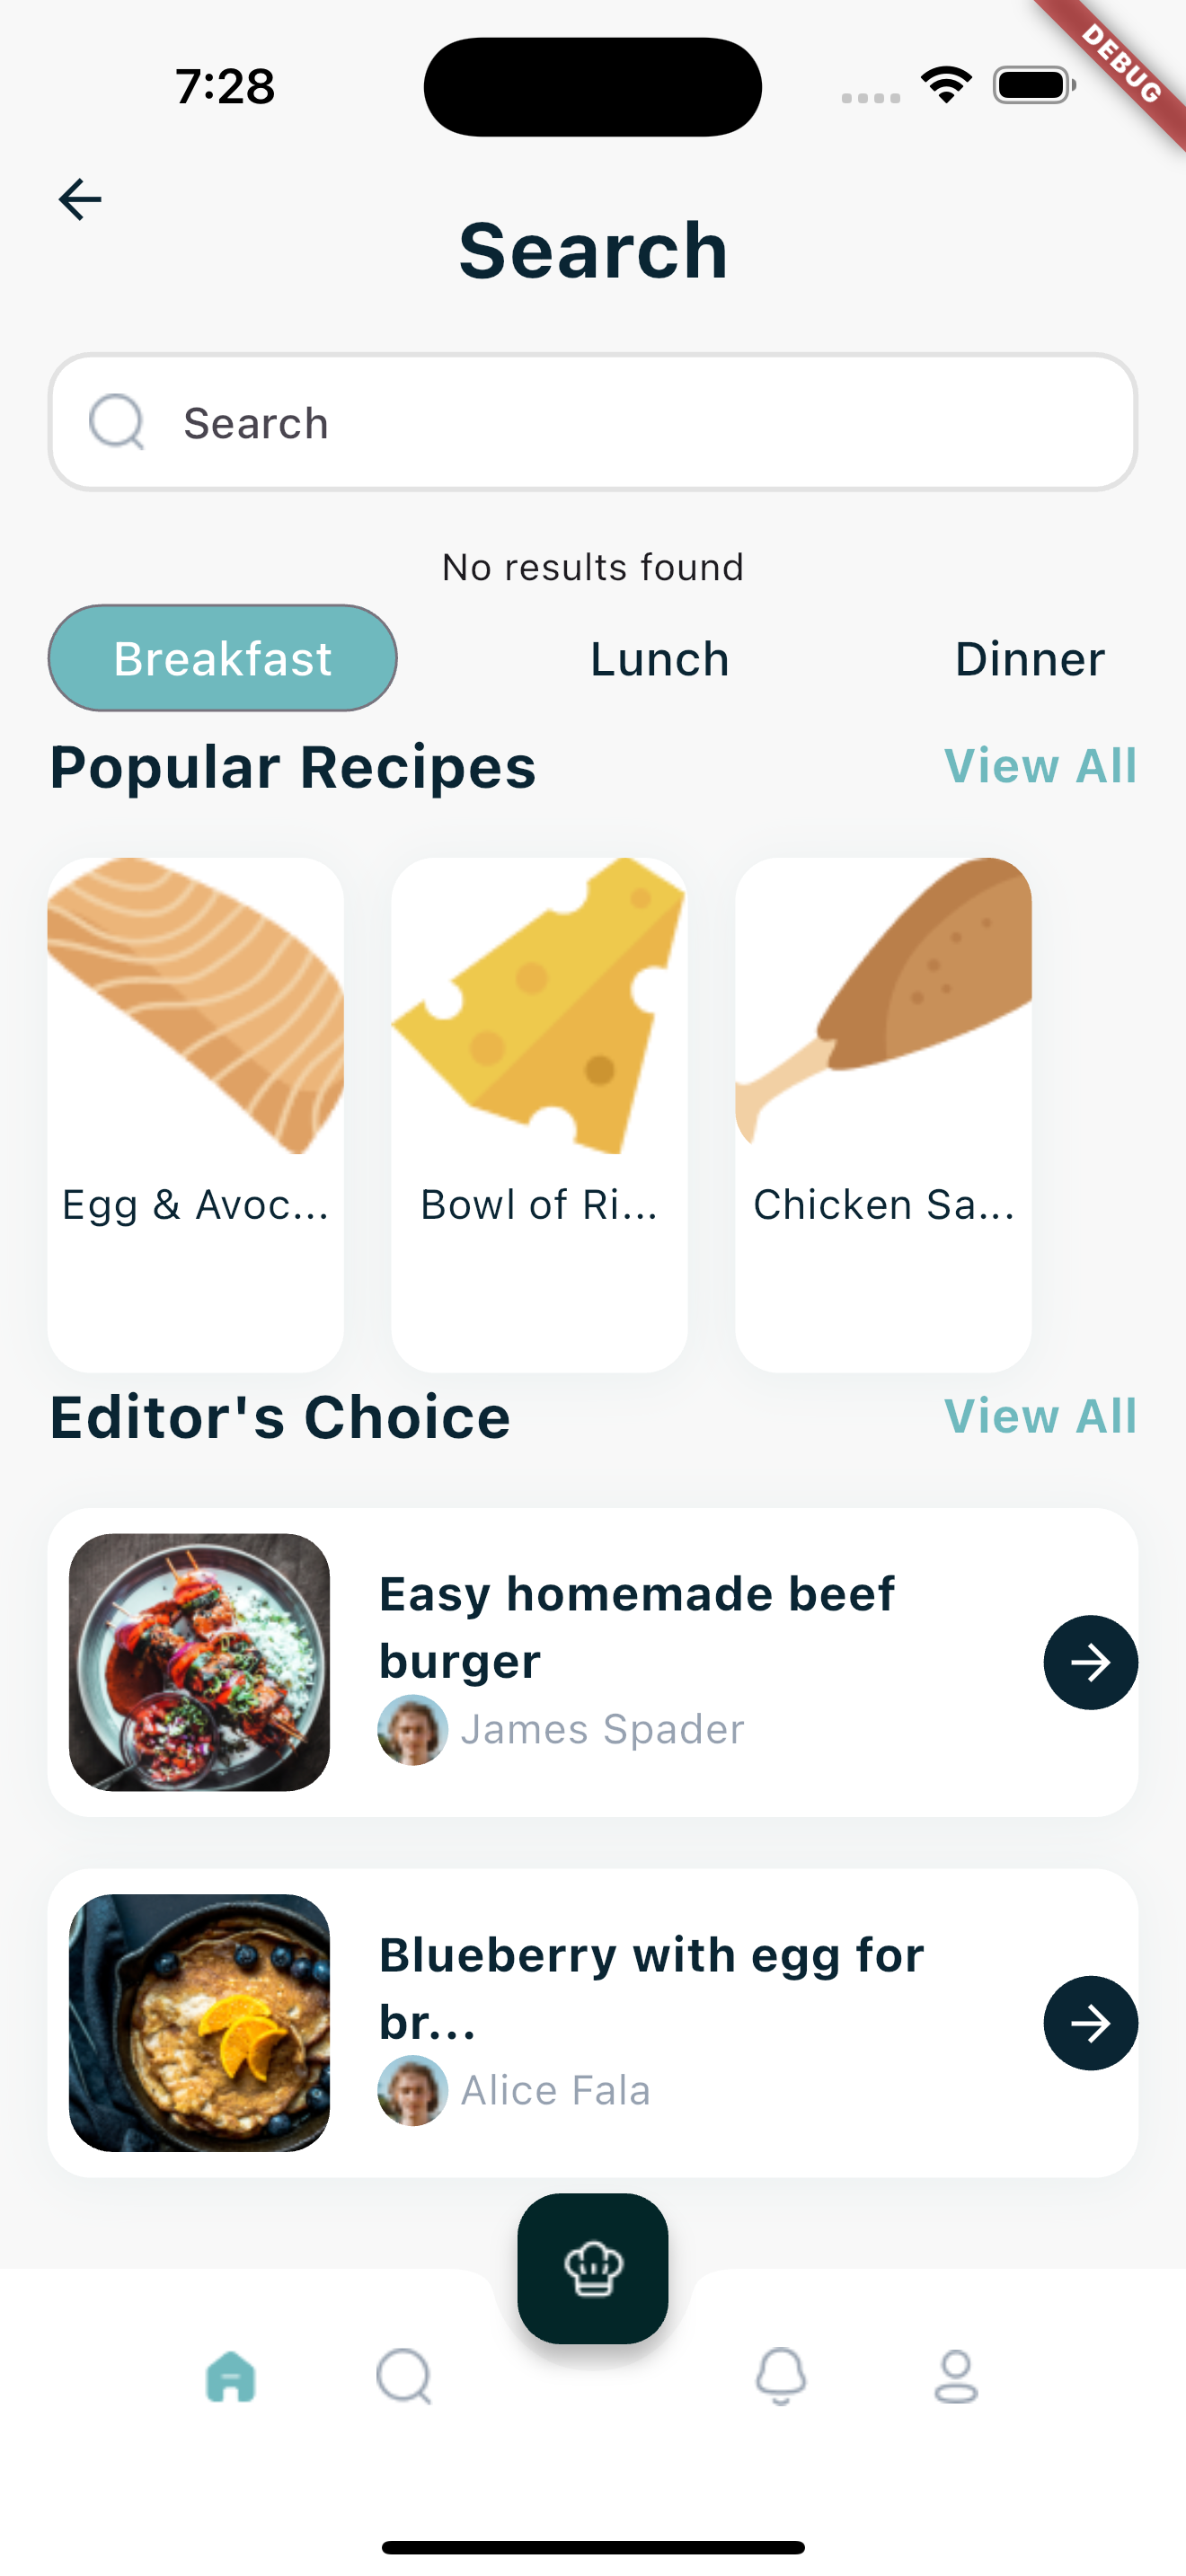 7:28
DEBUG
Search
Search
No results found
Breakfast
Lunch
Dinner
Popular Recipes
View All
Egg & Avoc...
Bowl of Ri...
Chicken Sa...
Editor's Choice
View All
Easy homemade beef
burger
James Spader
Blueberry with egg for
br...
Alice Fala